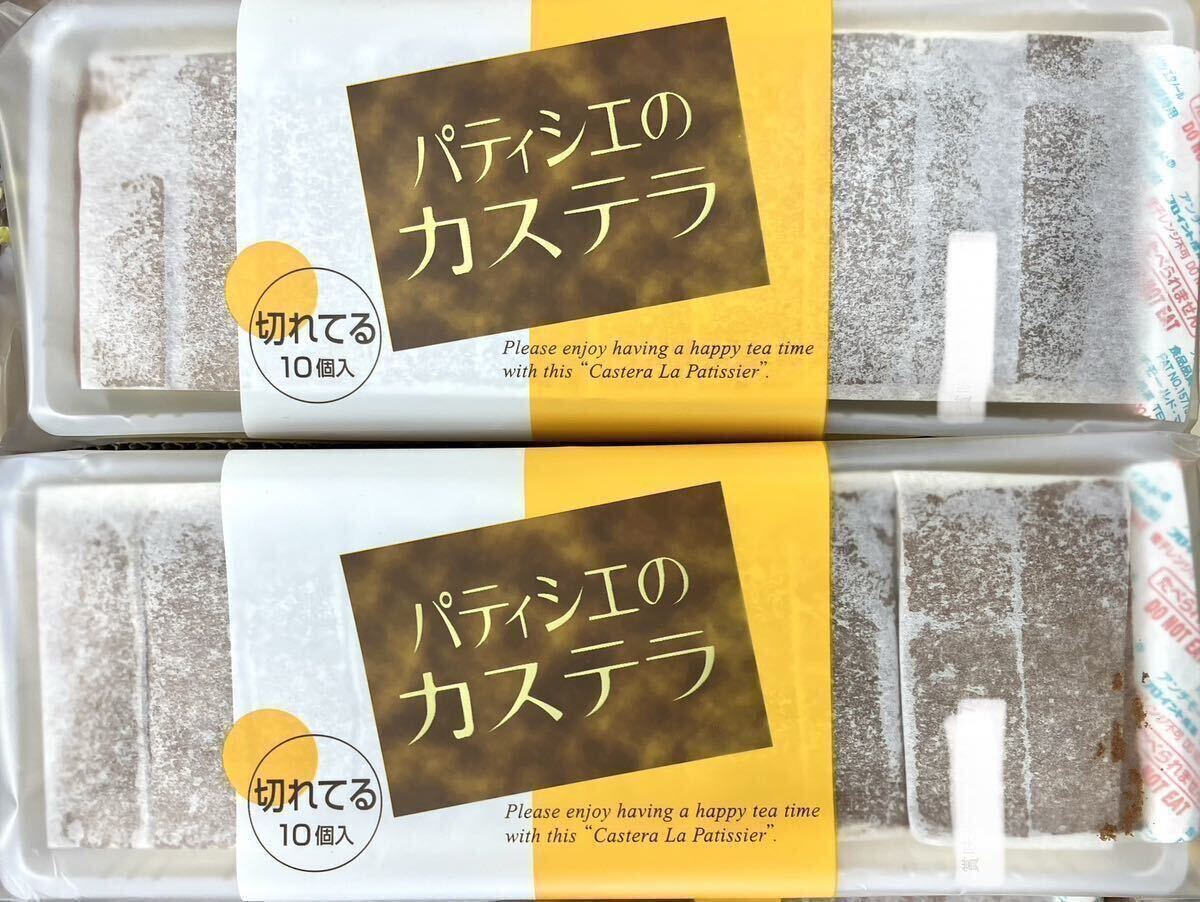 パティシエの
カステラ
切れてる
10個入
Please enjoy having a happy tea time
with this “Castera La Patissier”.
DO NOT EAT
パティシエの
カステラ
切れてる
10個入
Please enjoy having a happy tea time
with this “Castera La Patissier”.
DO NOT EAT